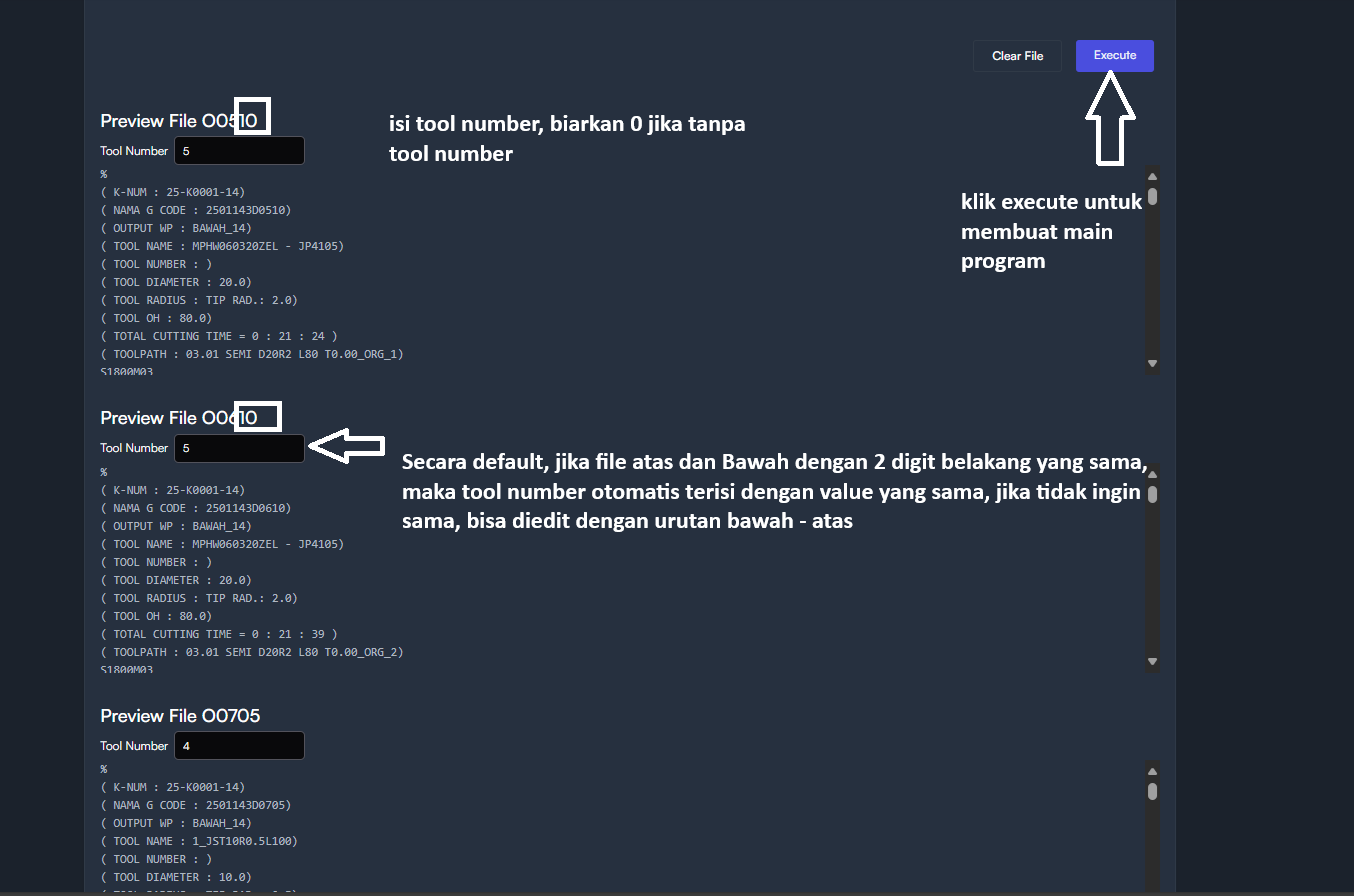 Clear File
Execute
Preview File O0510
isi tool number, biarkan 0 jika tanpa
tool number
Tool Number 5
%
( K-NUM : 25-K0001-14)
( NAMA G CODE : 2501143D0510)
( OUTPUT WP : BAWAH_14)
( TOOL NAME : MPHW060320ZEL - JP4105)
( TOOL NUMBER : )
( TOOL DIAMETER : 20.0)
( TOOL RADIUS : TIP RAD.: 2.0)
( TOOL OH : 80.0)
( TOTAL CUTTING TIME = 0 : 21 : 24 )
( TOOLPATH : 03.01 SEMI D20R2 L80 T0.00_ORG_1)
S1800M03
klik execute untuk
membuat main
program
Preview File O0610
Tool Number 5
Secara default, jika file atas dan Bawah dengan 2 digit belakang yang sama,
maka tool number otomatis terisi dengan value yang sama, jika tidak ingin
sama, bisa diedit dengan urutan bawah - atas
%
( K-NUM : 25-K0001-14)
( NAMA G CODE : 2501143D0610)
( OUTPUT WP : BAWAH_14)
( TOOL NAME : MPHW060320ZEL - JP4105)
( TOOL NUMBER : )
( TOOL DIAMETER : 20.0)
( TOOL RADIUS : TIP RAD.: 2.0)
( TOOL OH : 80.0)
( TOTAL CUTTING TIME = 0 : 21 : 39 )
( TOOLPATH : 03.01 SEMI D20R2 L80 T0.00_ORG_2)
S1800M03
Preview File O0705
Tool Number 4
%
( K-NUM : 25-K0001-14)
( NAMA G CODE : 2501143D0705)
( OUTPUT WP : BAWAH_14)
( TOOL NAME : 1_JST10R0.5L100)
( TOOL NUMBER : )
( TOOL DIAMETER : 10.0)